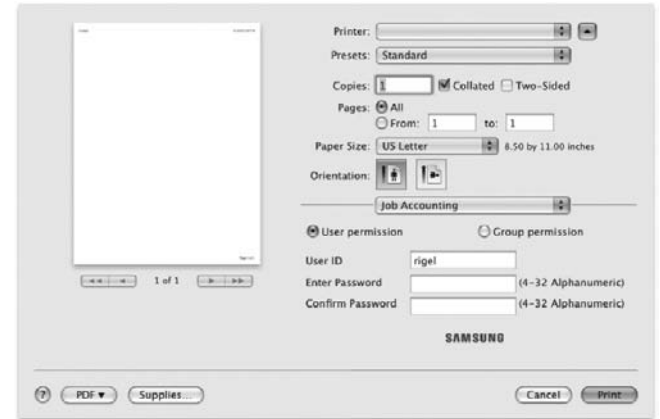 Printer:
Presets: Standard
Copies: 1 Collated Two-Sided
Pages: All
From: 1 to: 1
Paper Size: US Letter 8.50 by 11.00 inches
Orientation:
Job Accounting
User permission Group permission
User ID rigel
Enter Password (4-32 Alphanumeric)
Confirm Password (4-32 Alphanumeric)
SAMSUNG
1 of 1
? PDF▼ Supplies... Cancel Print